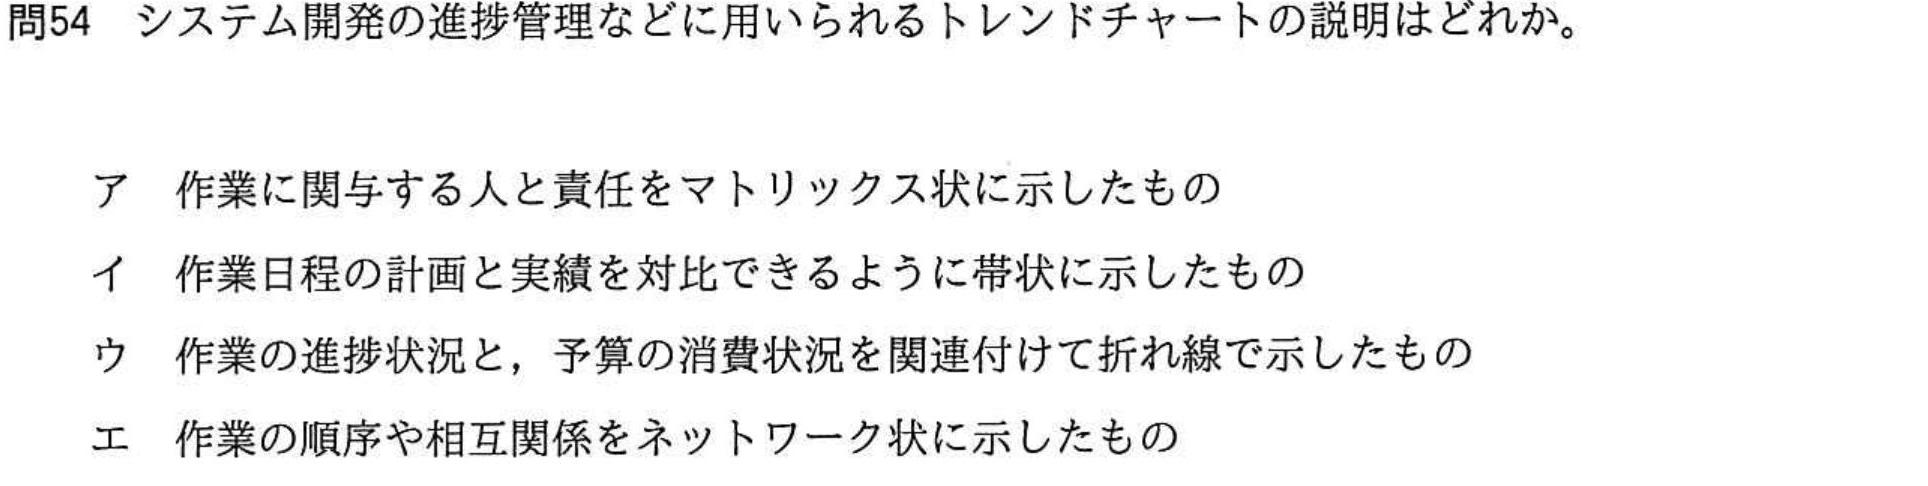 問54 システム開発の進捗管理などに用いられるトレンドチャートの説明はどれか。
ア 作業に関与する人と責任をマトリックス状に示したもの
イ 作業日程の計画と実績を対比できるように帯状に示したもの
ウ 作業の進捗状況と，予算の消費状況を関連付けて折れ線で示したもの
エ 作業の順序や相互関係をネットワーク状に示したもの